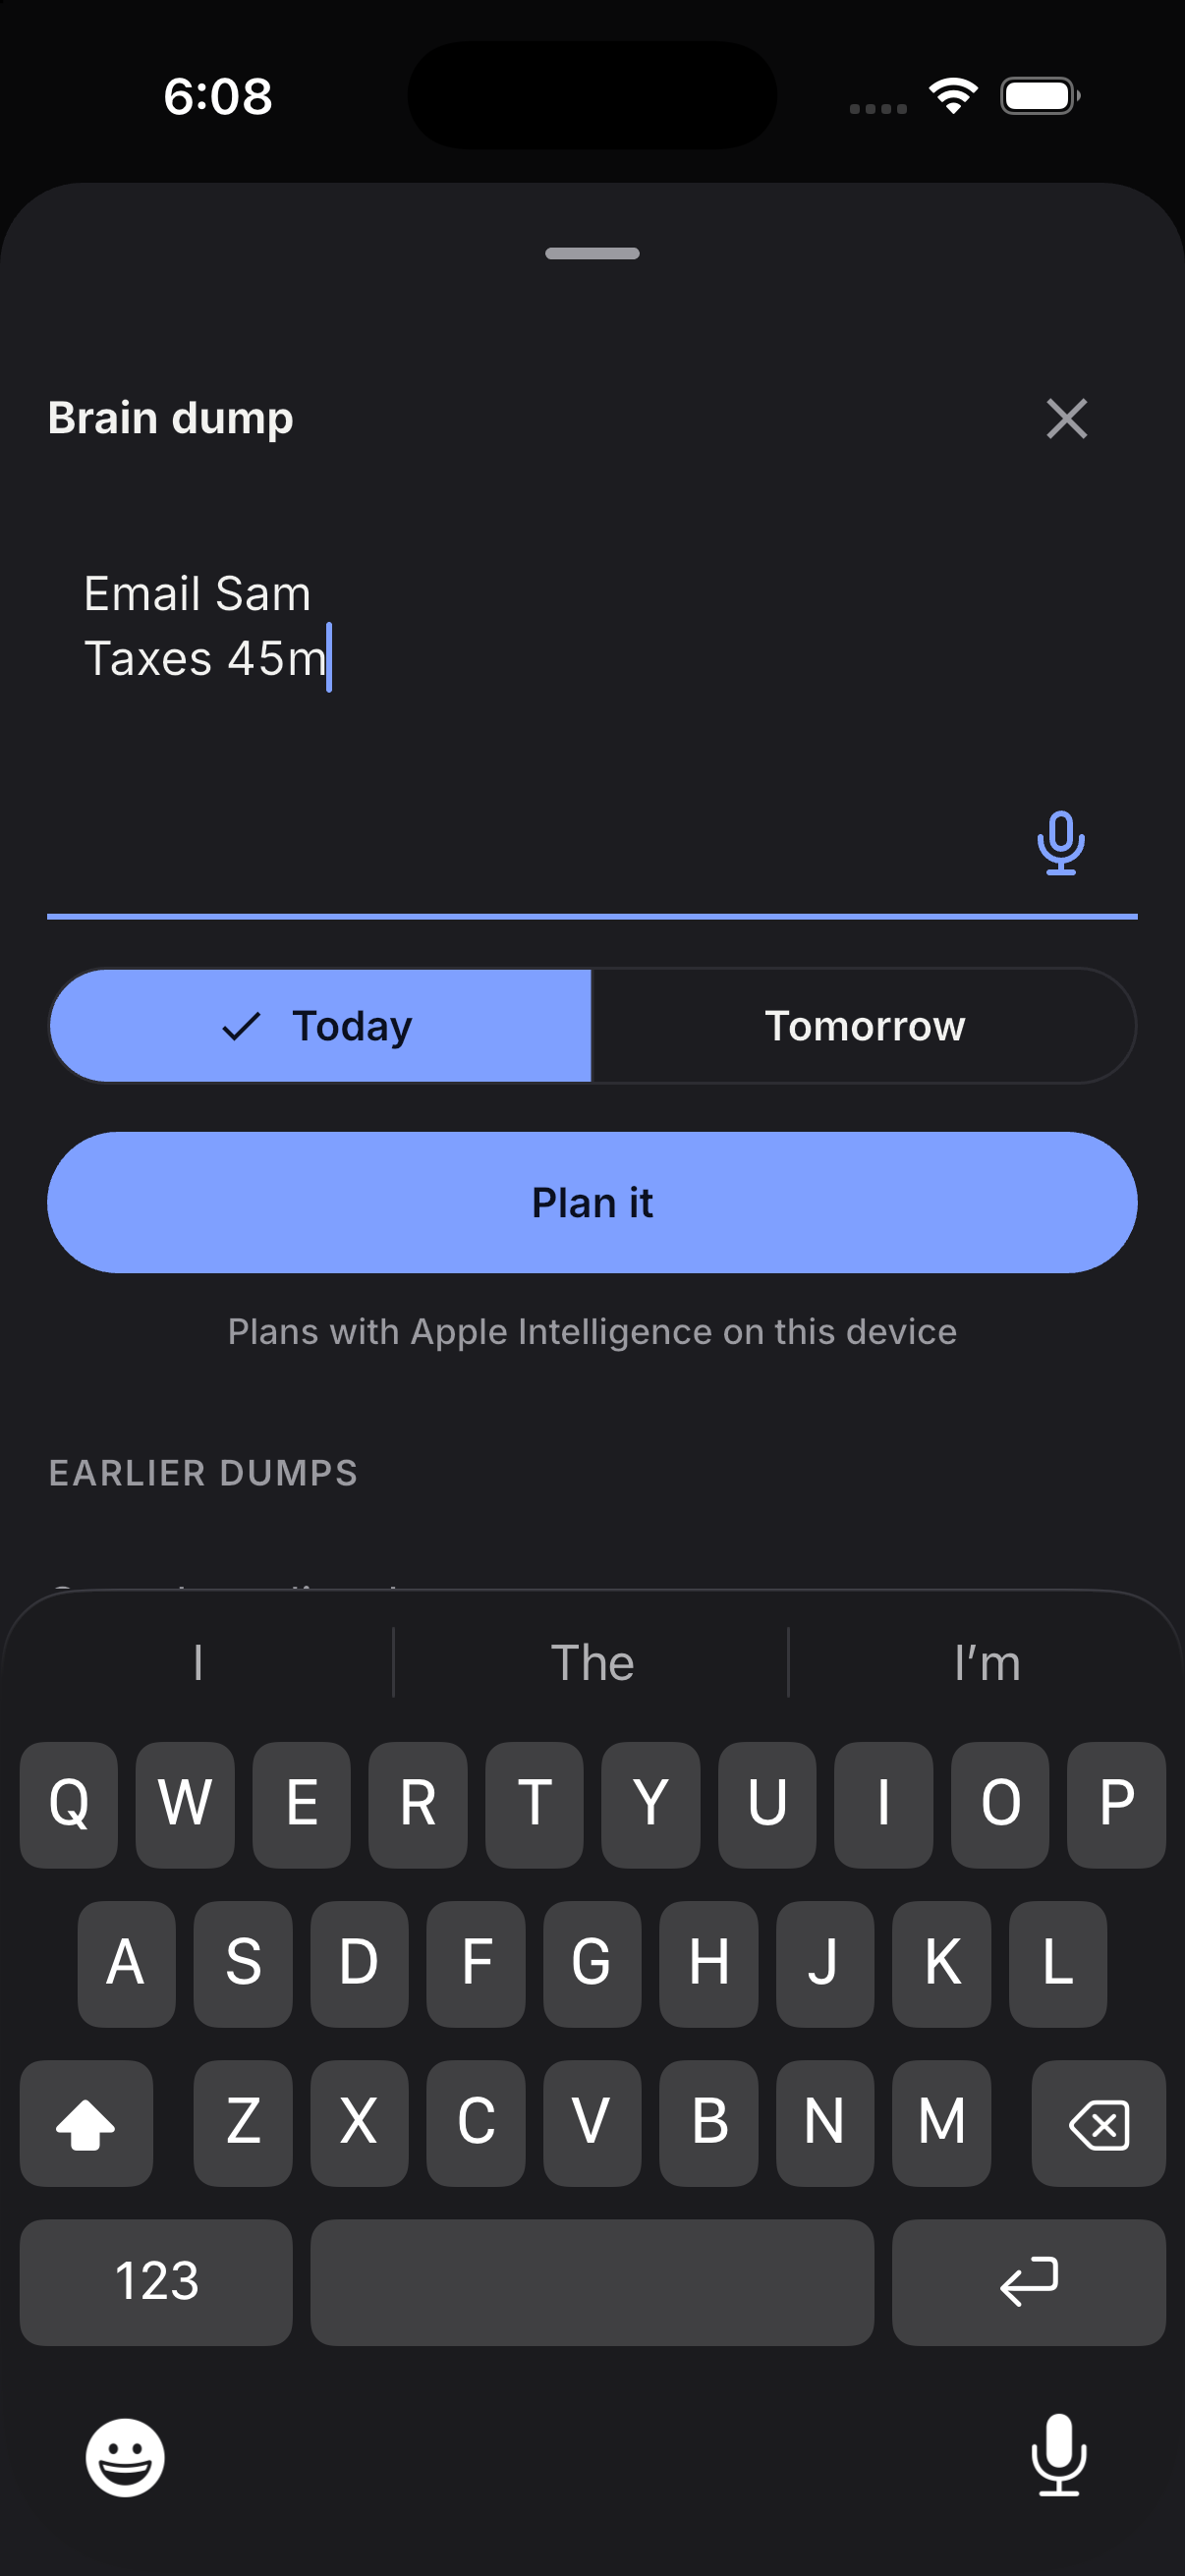 6:08
Brain dump
Email Sam
Taxes 45m
Today
Tomorrow
Plan it
Plans with Apple Intelligence on this device
EARLIER DUMPS
I
The
I’m
Q W E R T Y U I O P
A S D F G H J K L
Z X C V B N M
123